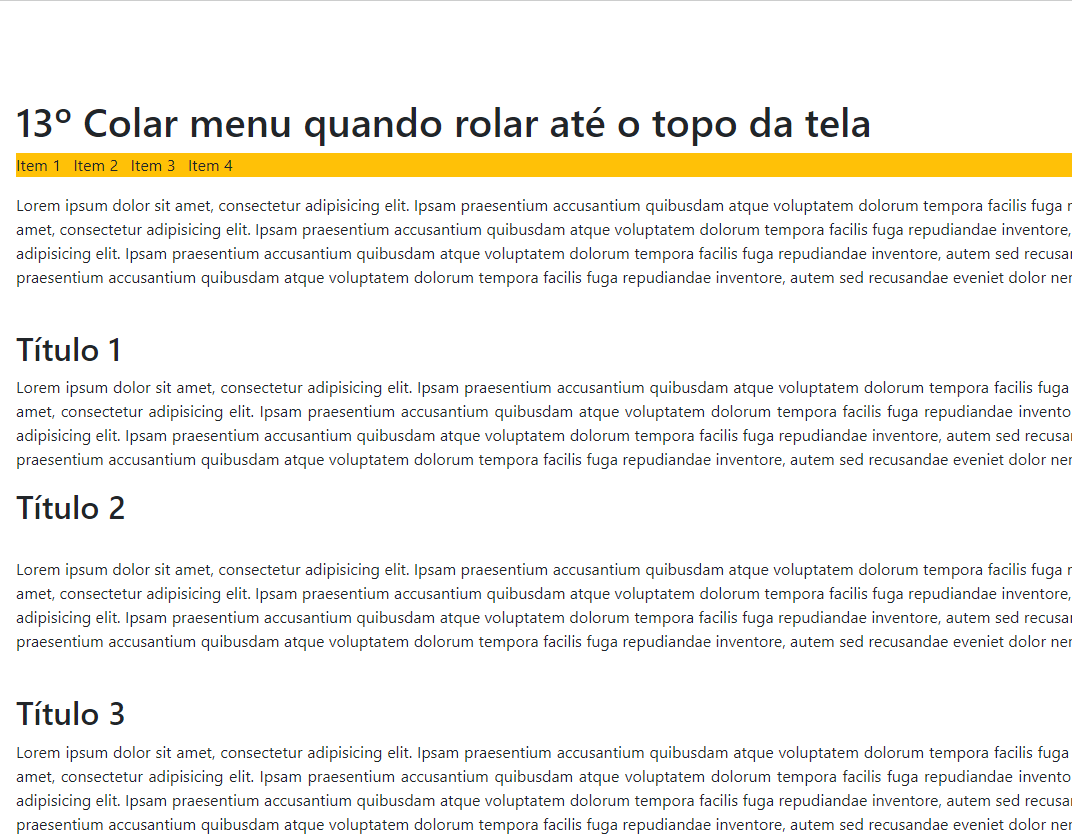 13º Colar menu quando rolar até o topo da tela
Item 1 Item 2 Item 3 Item 4
Lorem ipsum dolor sit amet, consectetur adipisicing elit. Ipsam praesentium accusantium quibusdam atque voluptatem dolorum tempora facilis fuga
amet, consectetur adipisicing elit. Ipsam praesentium accusantium quibusdam atque voluptatem dolorum tempora facilis fuga repudiandae inventore,
adipisicing elit. Ipsam praesentium accusantium quibusdam atque voluptatem dolorum tempora facilis fuga repudiandae inventore, autem sed
praesentium accusantium quibusdam atque voluptatem dolorum tempora facilis fuga repudiandae inventore, autem sed recusandae eveniet dolor
Título 1
Lorem ipsum dolor sit amet, consectetur adipisicing elit. Ipsam praesentium accusantium quibusdam atque voluptatem dolorum tempora facilis fuga
amet, consectetur adipisicing elit. Ipsam praesentium accusantium quibusdam atque voluptatem dolorum tempora facilis fuga repudiandae
adipisicing elit. Ipsam praesentium accusantium quibusdam atque voluptatem dolorum tempora facilis fuga repudiandae inventore, autem sed
praesentium accusantium quibusdam atque voluptatem dolorum tempora facilis fuga repudiandae inventore, autem sed recusandae eveniet dolor
Título 2
Lorem ipsum dolor sit amet, consectetur adipisicing elit. Ipsam praesentium accusantium quibusdam atque voluptatem dolorum tempora facilis fuga
amet, consectetur adipisicing elit. Ipsam praesentium accusantium quibusdam atque voluptatem dolorum tempora facilis fuga repudiandae inventore,
adipisicing elit. Ipsam praesentium accusantium quibusdam atque voluptatem dolorum tempora facilis fuga repudiandae inventore, autem sed
praesentium accusantium quibusdam atque voluptatem dolorum tempora facilis fuga repudiandae inventore, autem sed recusandae eveniet dolor
Título 3
Lorem ipsum dolor sit amet, consectetur adipisicing elit. Ipsam praesentium accusantium quibusdam atque voluptatem dolorum tempora facilis fuga
amet, consectetur adipisicing elit. Ipsam praesentium accusantium quibusdam atque voluptatem dolorum tempora facilis fuga repudiandae
adipisicing elit. Ipsam praesentium accusantium quibusdam atque voluptatem dolorum tempora facilis fuga repudiandae inventore, autem sed
praesentium accusantium quibusdam atque voluptatem dolorum tempora facilis fuga repudiandae inventore, autem sed recusandae eveniet dolor